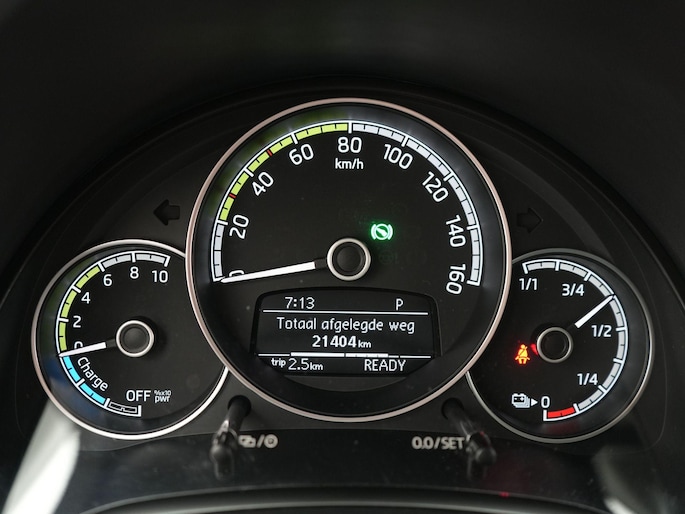 0 20 40 60 80 100 120 140 160
km/h
0 2 4 6 8 10
Charge
OFF %x10
pwr
7:13 P
Totaal afgelegde weg
21404 km
trip 2.5 km READY
1/1 3/4 1/2 1/4 0
0.0/SET